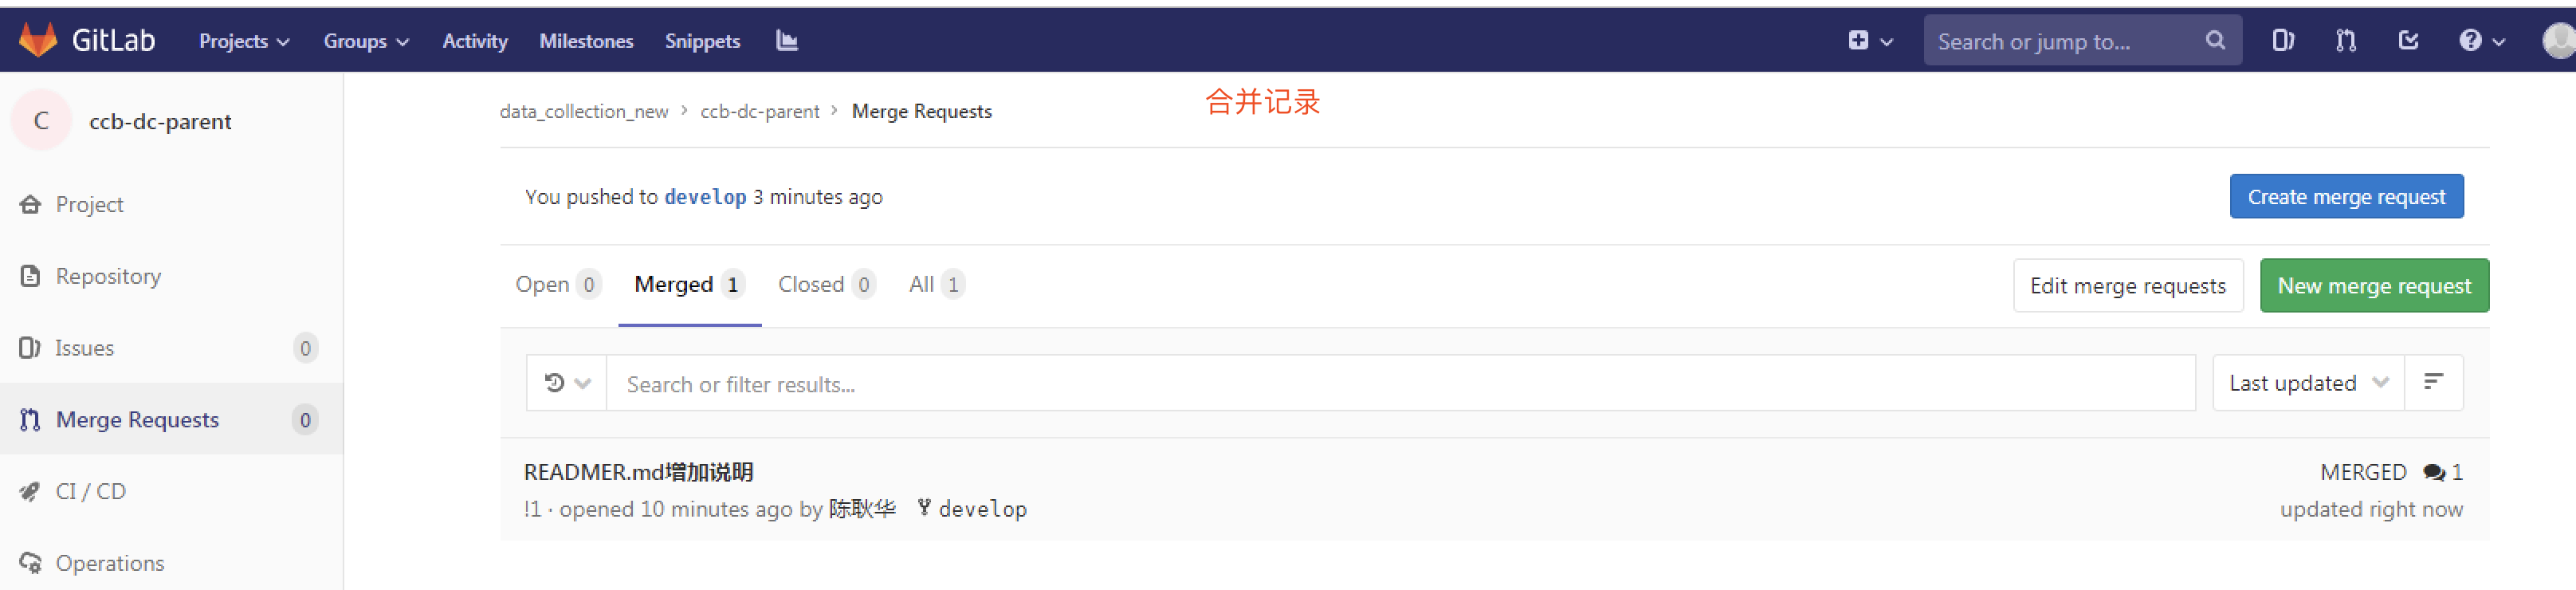 GitLab Projects Groups Activity Milestones Snippets Search or jump to...
C ccb-dc-parent
Project
Repository
Issues 0
Merge Requests 0
CI / CD
Operations
data_collection_new > ccb-dc-parent > Merge Requests
合并记录
You pushed to develop 3 minutes ago
Create merge request
Open 0 Merged 1 Closed 0 All 1
Edit merge requests New merge request
Search or filter results...
Last updated
READMER.md增加说明
MERGED 1
!1 · opened 10 minutes ago by 陈耿华 develop
updated right now